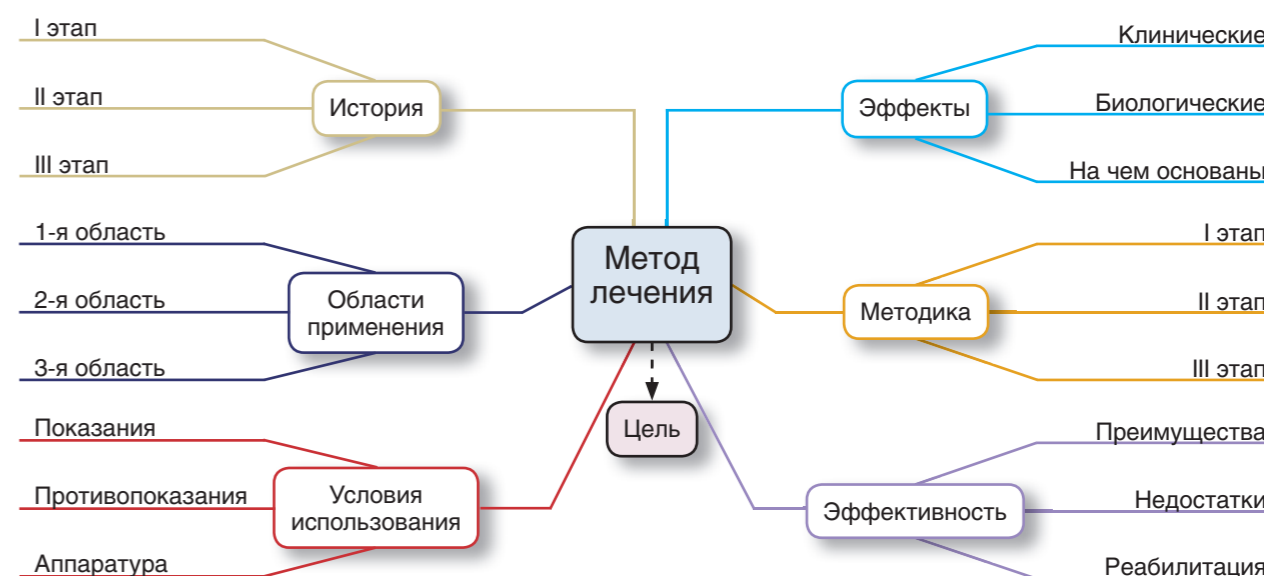 I этап
II этап
III этап
История
1-я область
2-я область
3-я область
Области
применения
Показания
Противопоказания
Аппаратура
Условия
использования
Метод
лечения
Цель
Эффекты
Клинические
Биологические
На чем основаны
Методика
I этап
II этап
III этап
Эффективность
Преимущества
Недостатки
Реабилитация